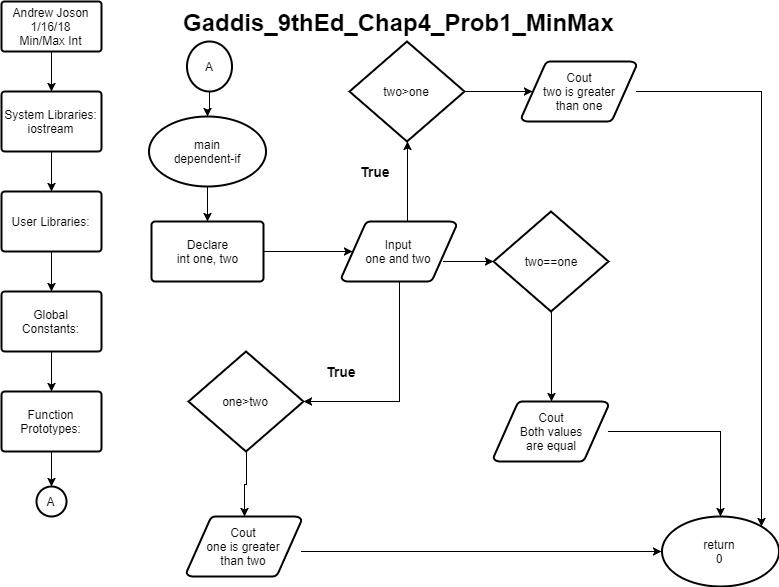 Gaddis_9thEd_Chap4_Prob1_MinMax
Andrew Joson
1/16/18
Min/Max Int
System Libraries:
iostream
User Libraries:
Global
Constants:
Function
Prototypes:
A
A
main
dependent-if
Declare
int one, two
Input
one and two
True
two>one
Cout
two is greater
than one
two==one
Cout
Both values
are equal
True
one>two
Cout
one is greater
than two
return
0